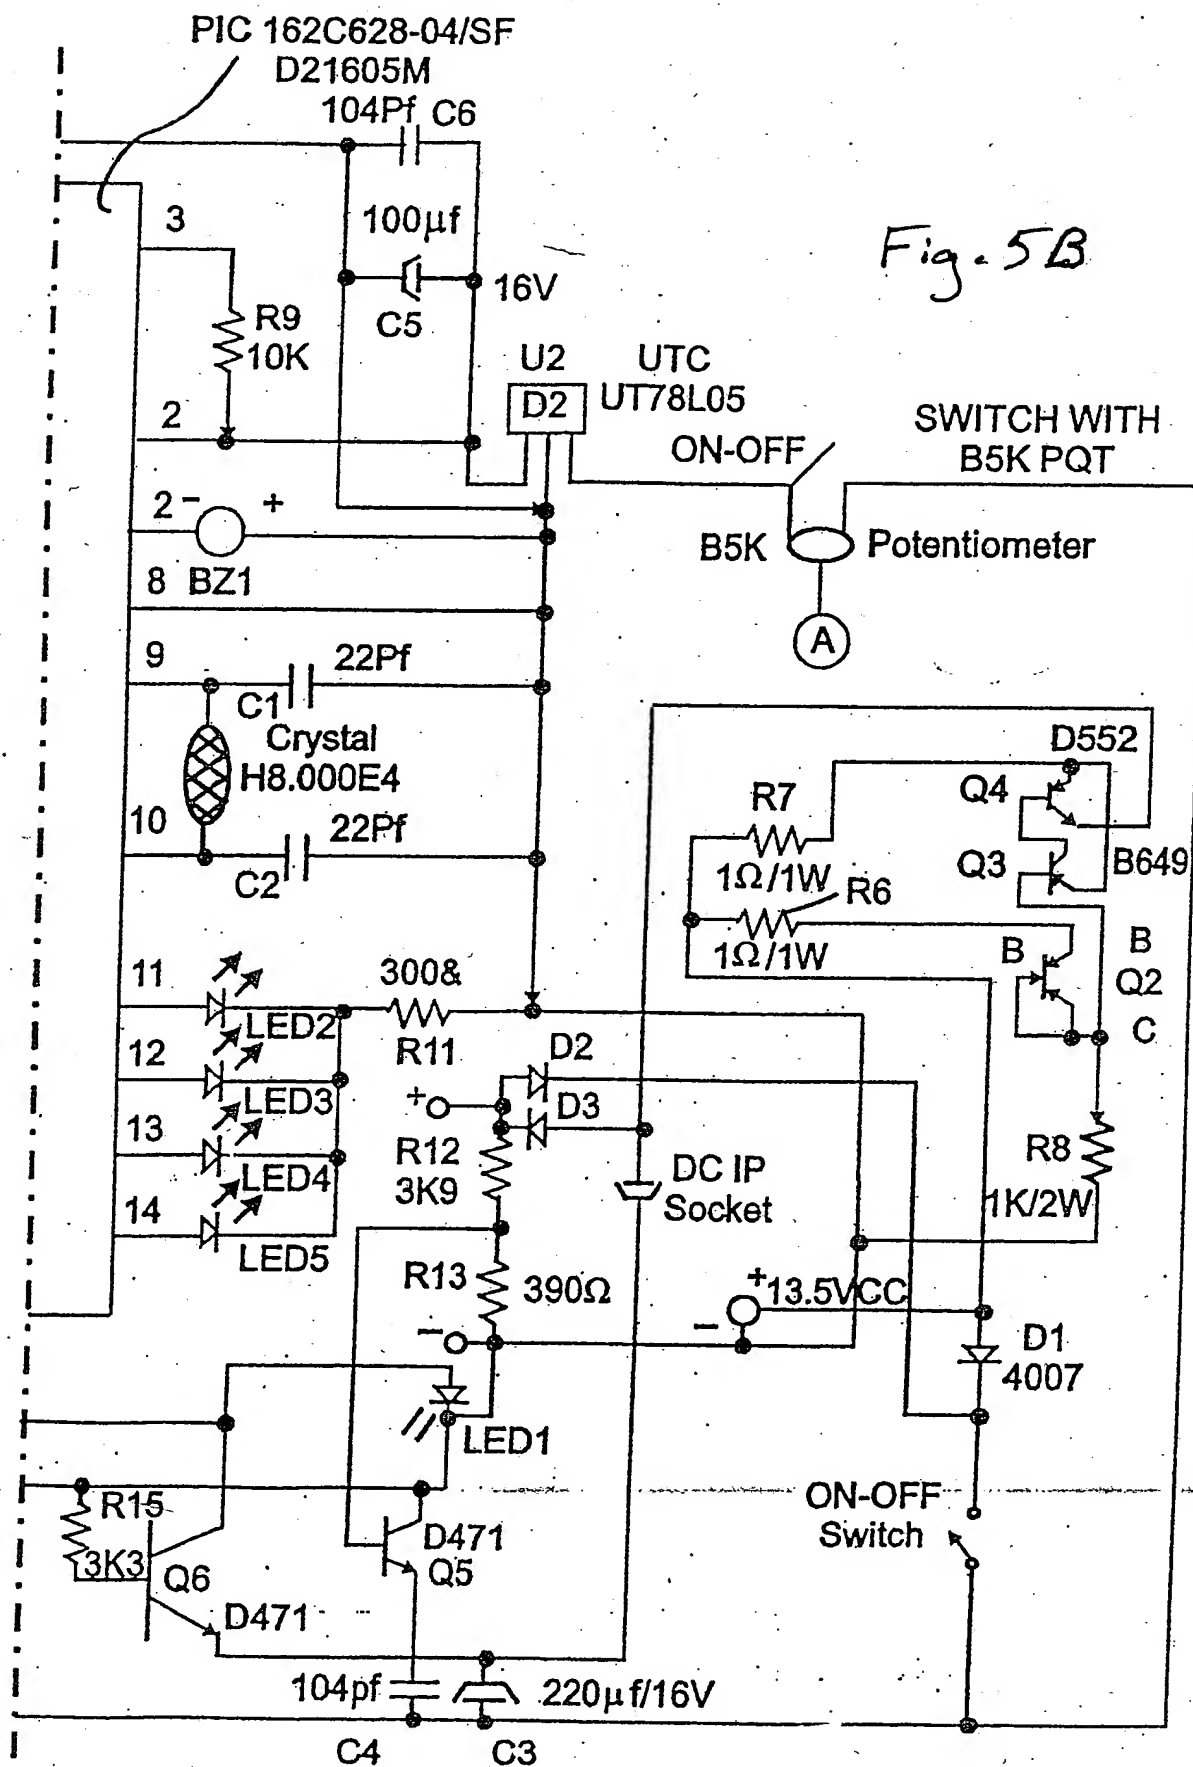 PIC 162C628-04/SF
D21605M
104Pf C6
3
100μf
Fig. 5B
16V
C5
R9
10K
U2
UTC
D2
UT78L05
2
ON-OFF
SWITCH WITH
B5K PQT
2 - +
B5K
Potentiometer
8 BZ1
A
9
22Pf
C1
Crystal
H8.000E4
D552
Q4
R7
10
22Pf
C2
Q3
B649
1Ω/1W
R6
1Ω/1W
B
B
Q2
C
11
300&
LED2
R11
12
D2
LED3
+
D3
13
R12
3K9
DC IP
Socket
R8
1K/2W
LED4
14
LED5
R13
390Ω
+
13.5VCC
-
-
D1
4007
LED1
ON-OFF
Switch
R15
3K3
Q6
D471
Q5
D471
104pf
220μf/16V
C4
C3